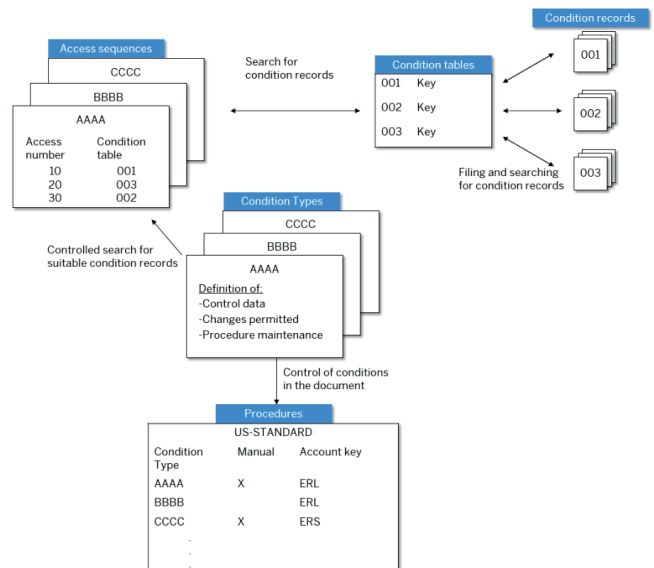 Condition records
001
002
003
Access sequences
CCCC
BBBB
AAAA
Access
number
Condition
table
10 001
20 003
30 002
Search for
condition records
Condition tables
001 Key
002 Key
003 Key
Filing and searching
for condition records
Controlled search for
suitable condition records
Condition Types
CCCC
BBBB
AAAA
Definition of:
-Control data
-Changes permitted
-Procedure maintenance
Control of conditions
in the document
Procedures
US-STANDARD
Condition
Type
Manual
Account key
AAAA X ERL
BBBB ERL
CCCC X ERS
.
.
.